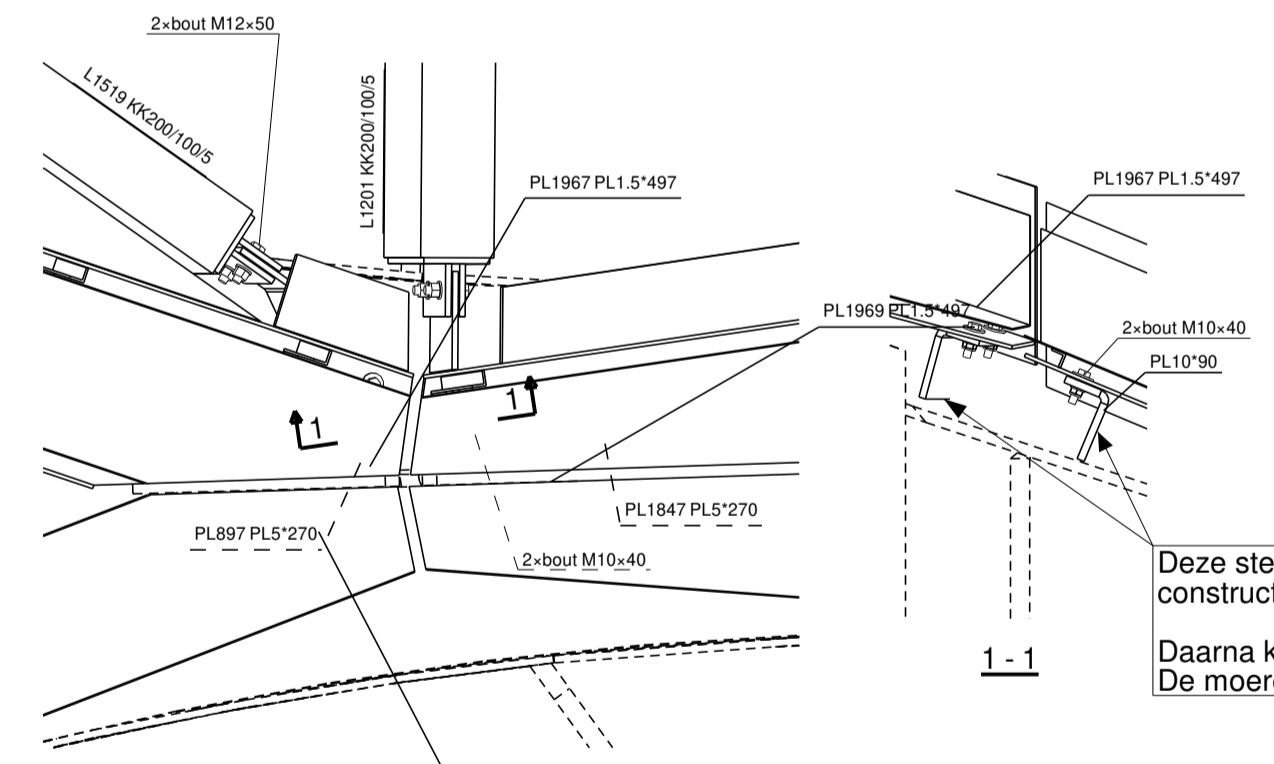 2×bout M12×50
L1519 KK200/100/5
L1201 KK200/100/5
PL1967 PL1.5*497
PL1967 PL1.5*497
PL1969 PL1.5*497
2×bout M10×40
PL10*90
1
1
PL897 PL5*270
PL1847 PL5*270
2×bout M10×40
1 - 1
Deze ste
construct
Daarna k
De moer